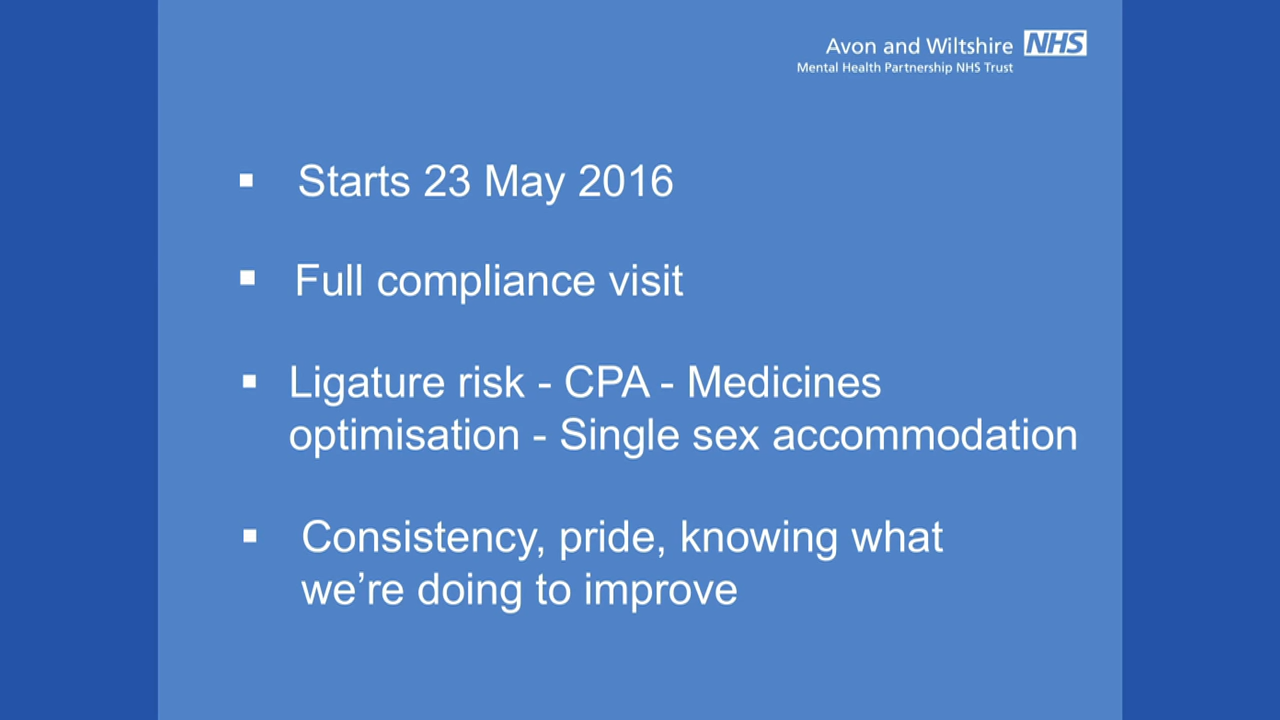 Avon and Wiltshire NHS
Mental Health Partnership NHS Trust
▪ Starts 23 May 2016
▪ Full compliance visit
▪ Ligature risk - CPA - Medicines
optimisation - Single sex accommodation
▪ Consistency, pride, knowing what
we’re doing to improve